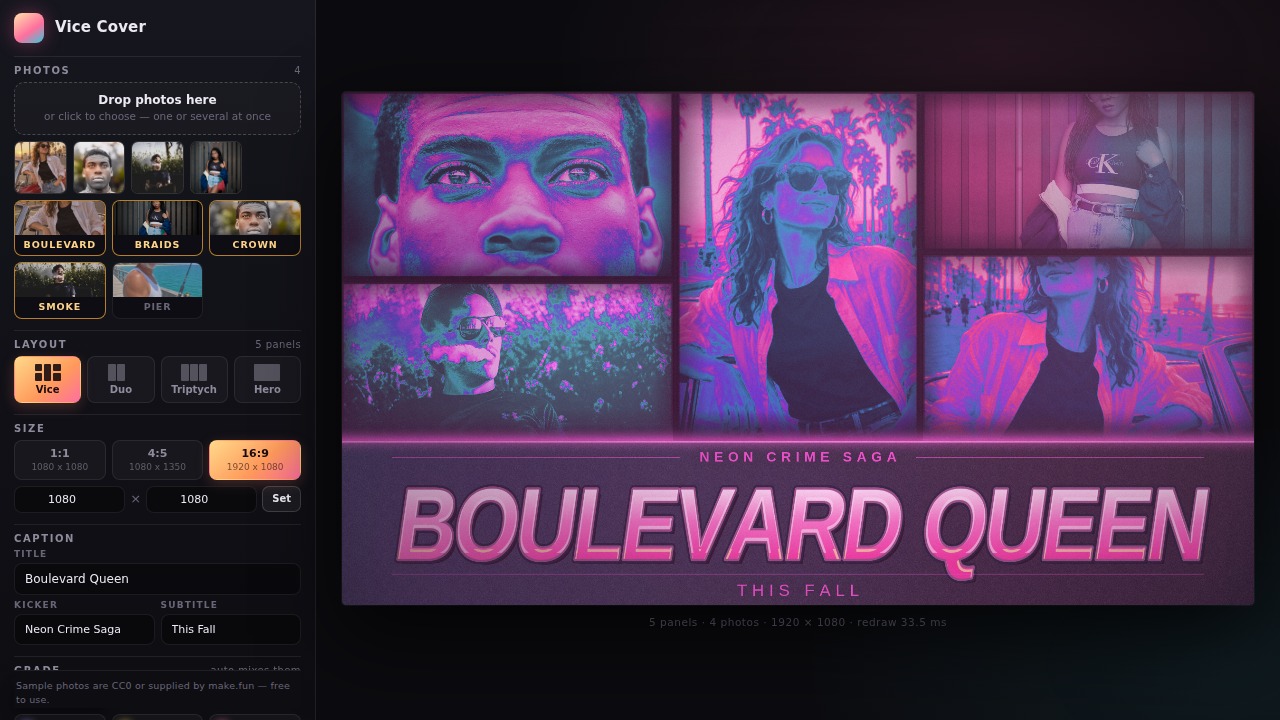 Vice Cover
PHOTOS 4
Drop photos here
or click to choose — one or several at once
BOULEVARD BRAIDS CROWN
SMOKE PIER
LAYOUT 5 panels
Vice Duo Triptych Hero
SIZE
1:1 4:5 16:9
1080 x 1080 1080 x 1350 1920 x 1080
1080 × 1080 Set
CAPTION
TITLE
Boulevard Queen
KICKER SUBTITLE
Neon Crime Saga This Fall
GRADE auto mixes them
Sample photos are CC0 or supplied by make.fun — free
to use.
CK
NEON CRIME SAGA
BOULEVARD QUEEN
THIS FALL
5 panels · 4 photos · 1920 × 1080 · redraw 33.5 ms